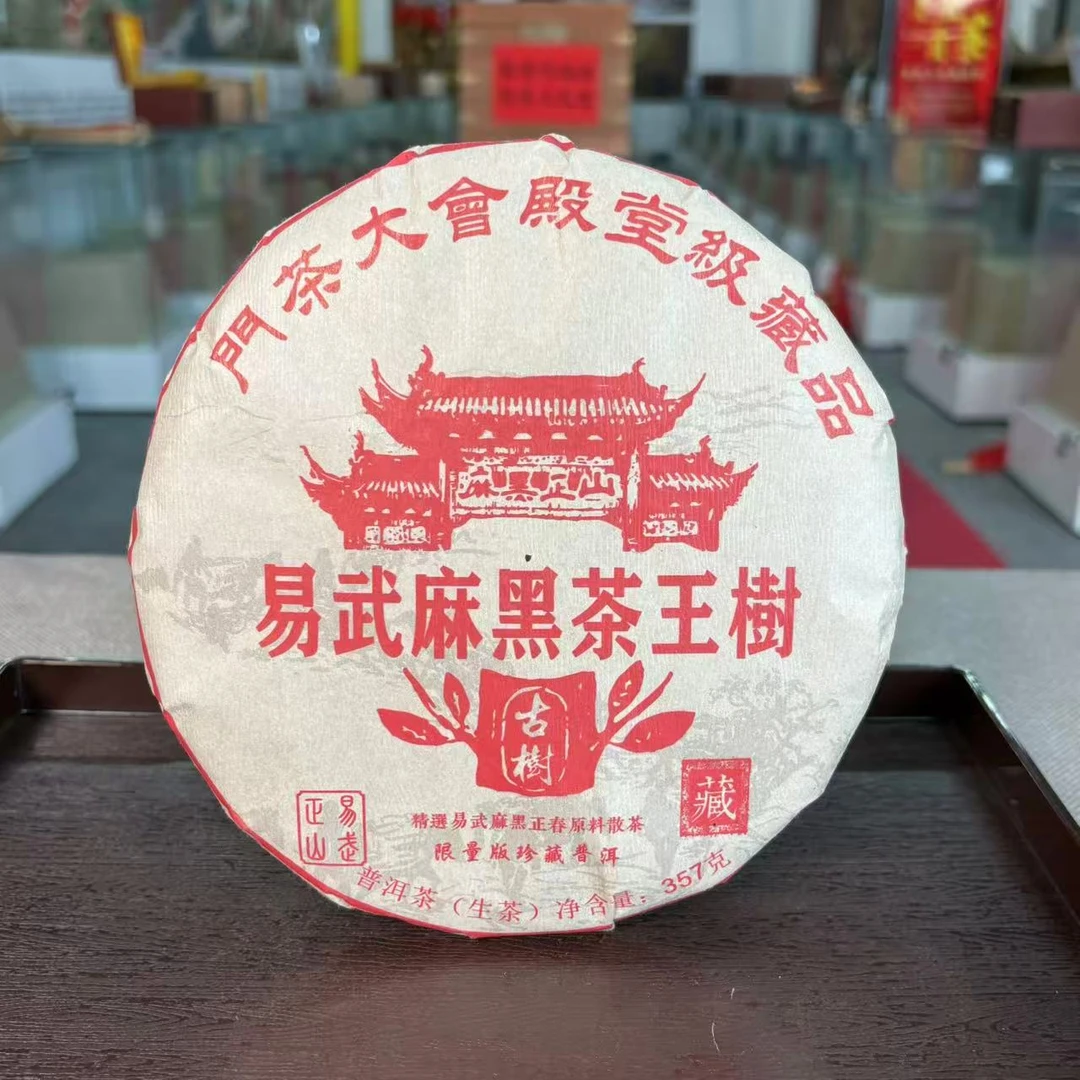 門茶大會殿堂級藏品
麻黑正山
易武麻黑茶王樹
古樹
藏
易武正山
精選易武麻黑正春原料散茶
限量版珍藏普洱
普洱茶(生茶)净含量:357克